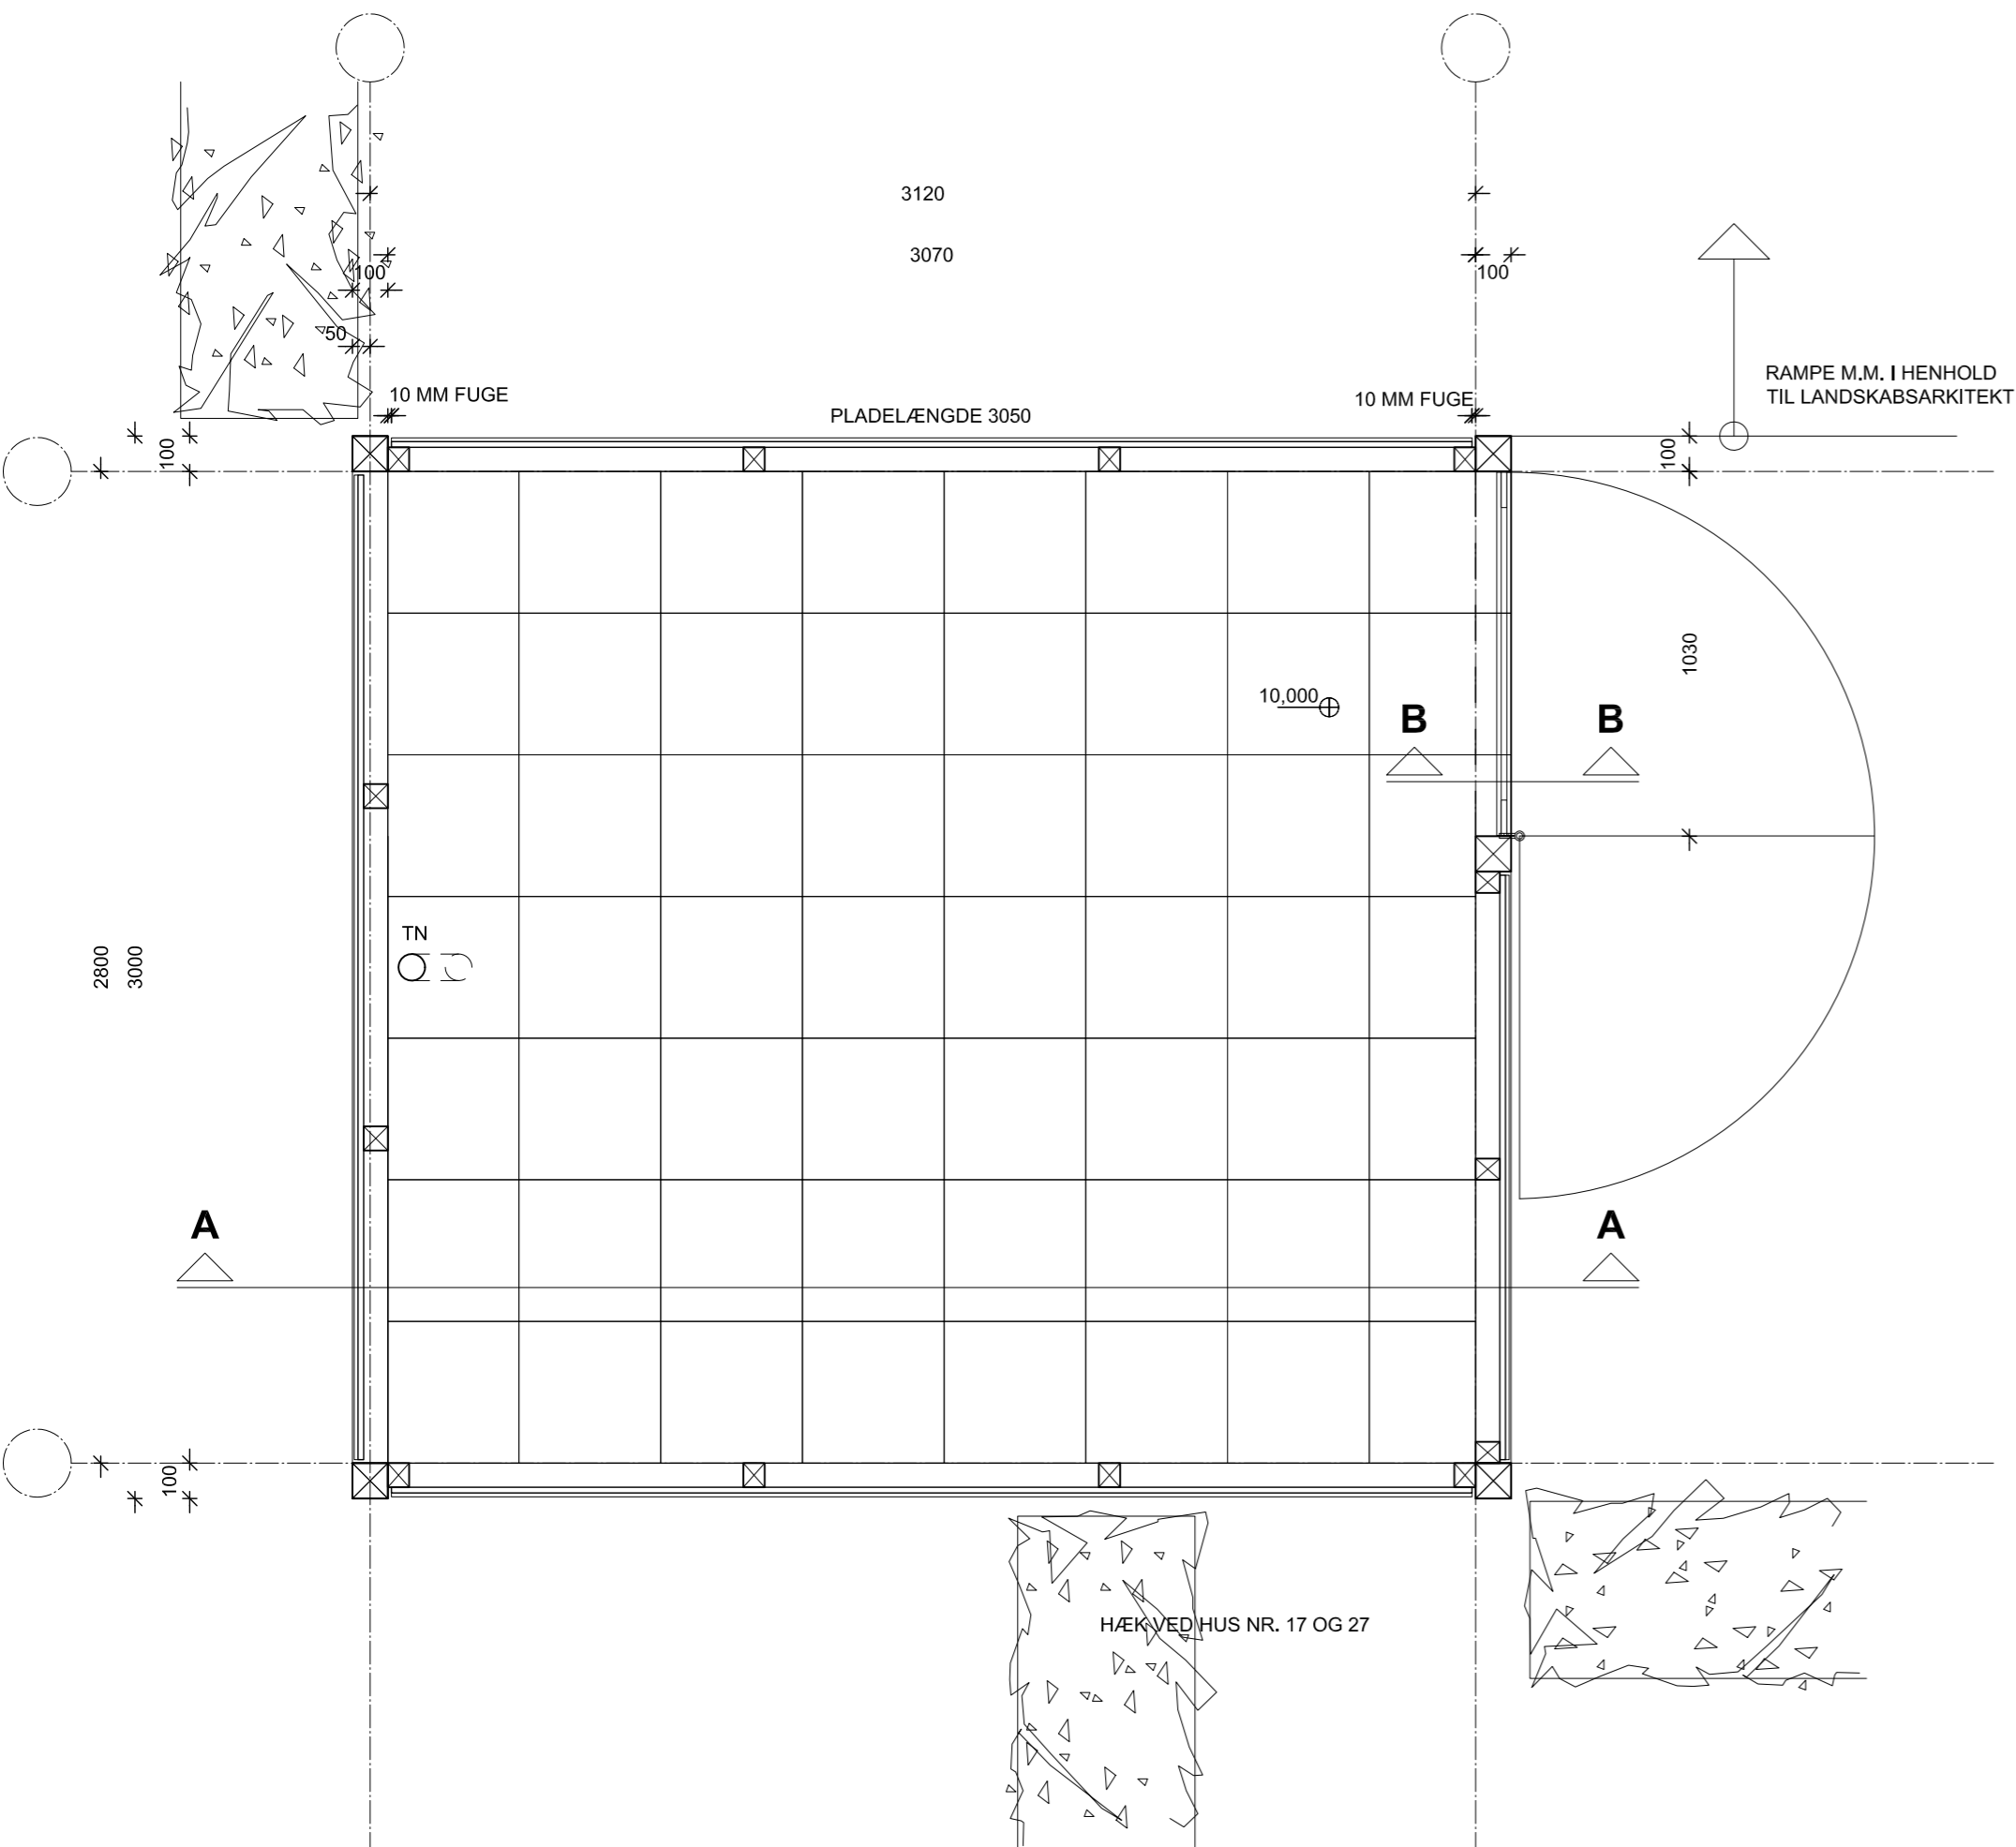 3120
3070
100
100
50
10 MM FUGE
PLADELÆNGDE 3050
10 MM FUGE
RAMPE M.M. I HENHOLD
TIL LANDSKABSARKITEKT
100
100
1030
10,000
B
B
TN
2800
3000
A
A
100
HÆK VED HUS NR. 17 OG 27